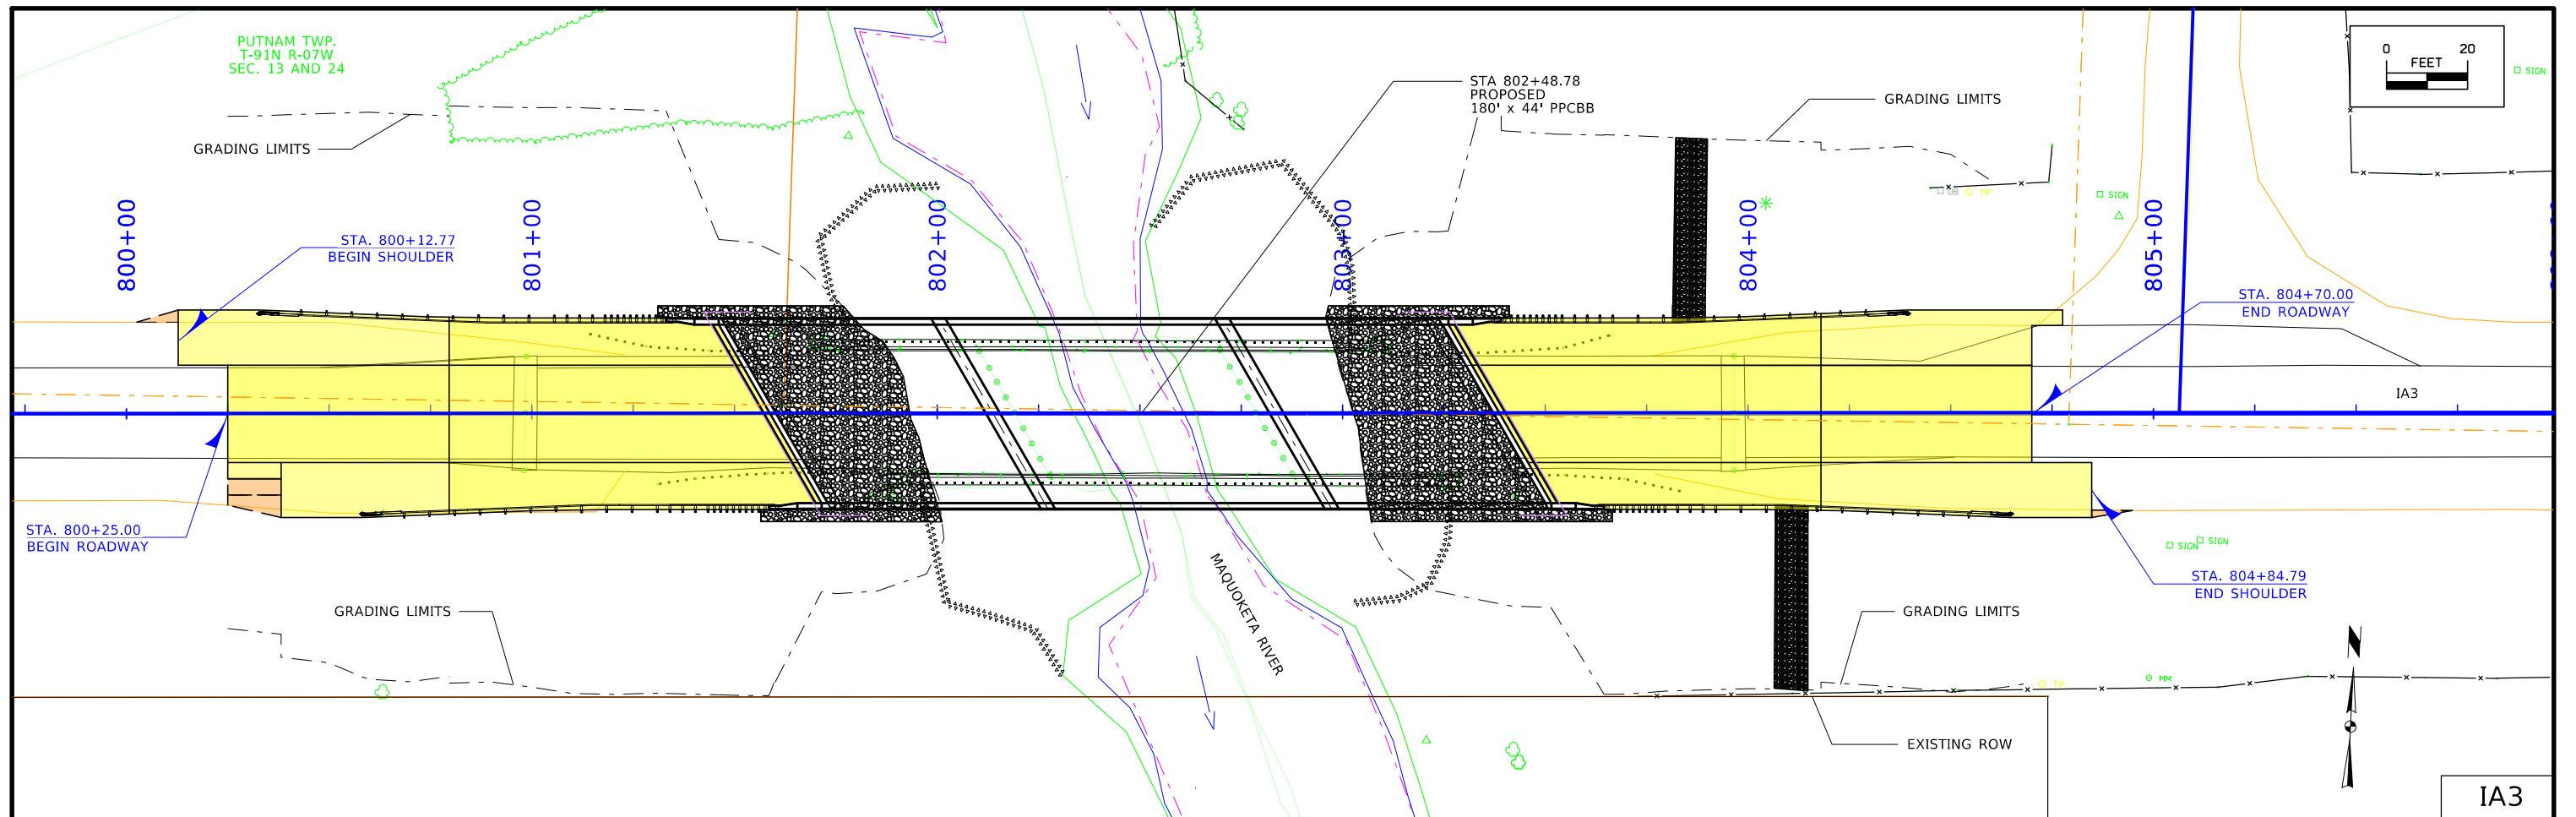 PUTNAM TWP.
T-91N R-07W
SEC. 13 AND 24
GRADING LIMITS
STA 802+48.78
PROPOSED
180' x 44' PPCBB
GRADING LIMITS
0 20
FEET
SIGN
SIGN
OB
TP
800+00
801+00
802+00
803+00
804+00
805+00
STA. 800+12.77
BEGIN SHOULDER
STA. 804+70.00
END ROADWAY
IA3
STA. 800+25.00
BEGIN ROADWAY
SIGN
SIGN
STA. 804+84.79
END SHOULDER
GRADING LIMITS
MAQUOKETA RIVER
GRADING LIMITS
N
TP
MM
EXISTING ROW
IA3